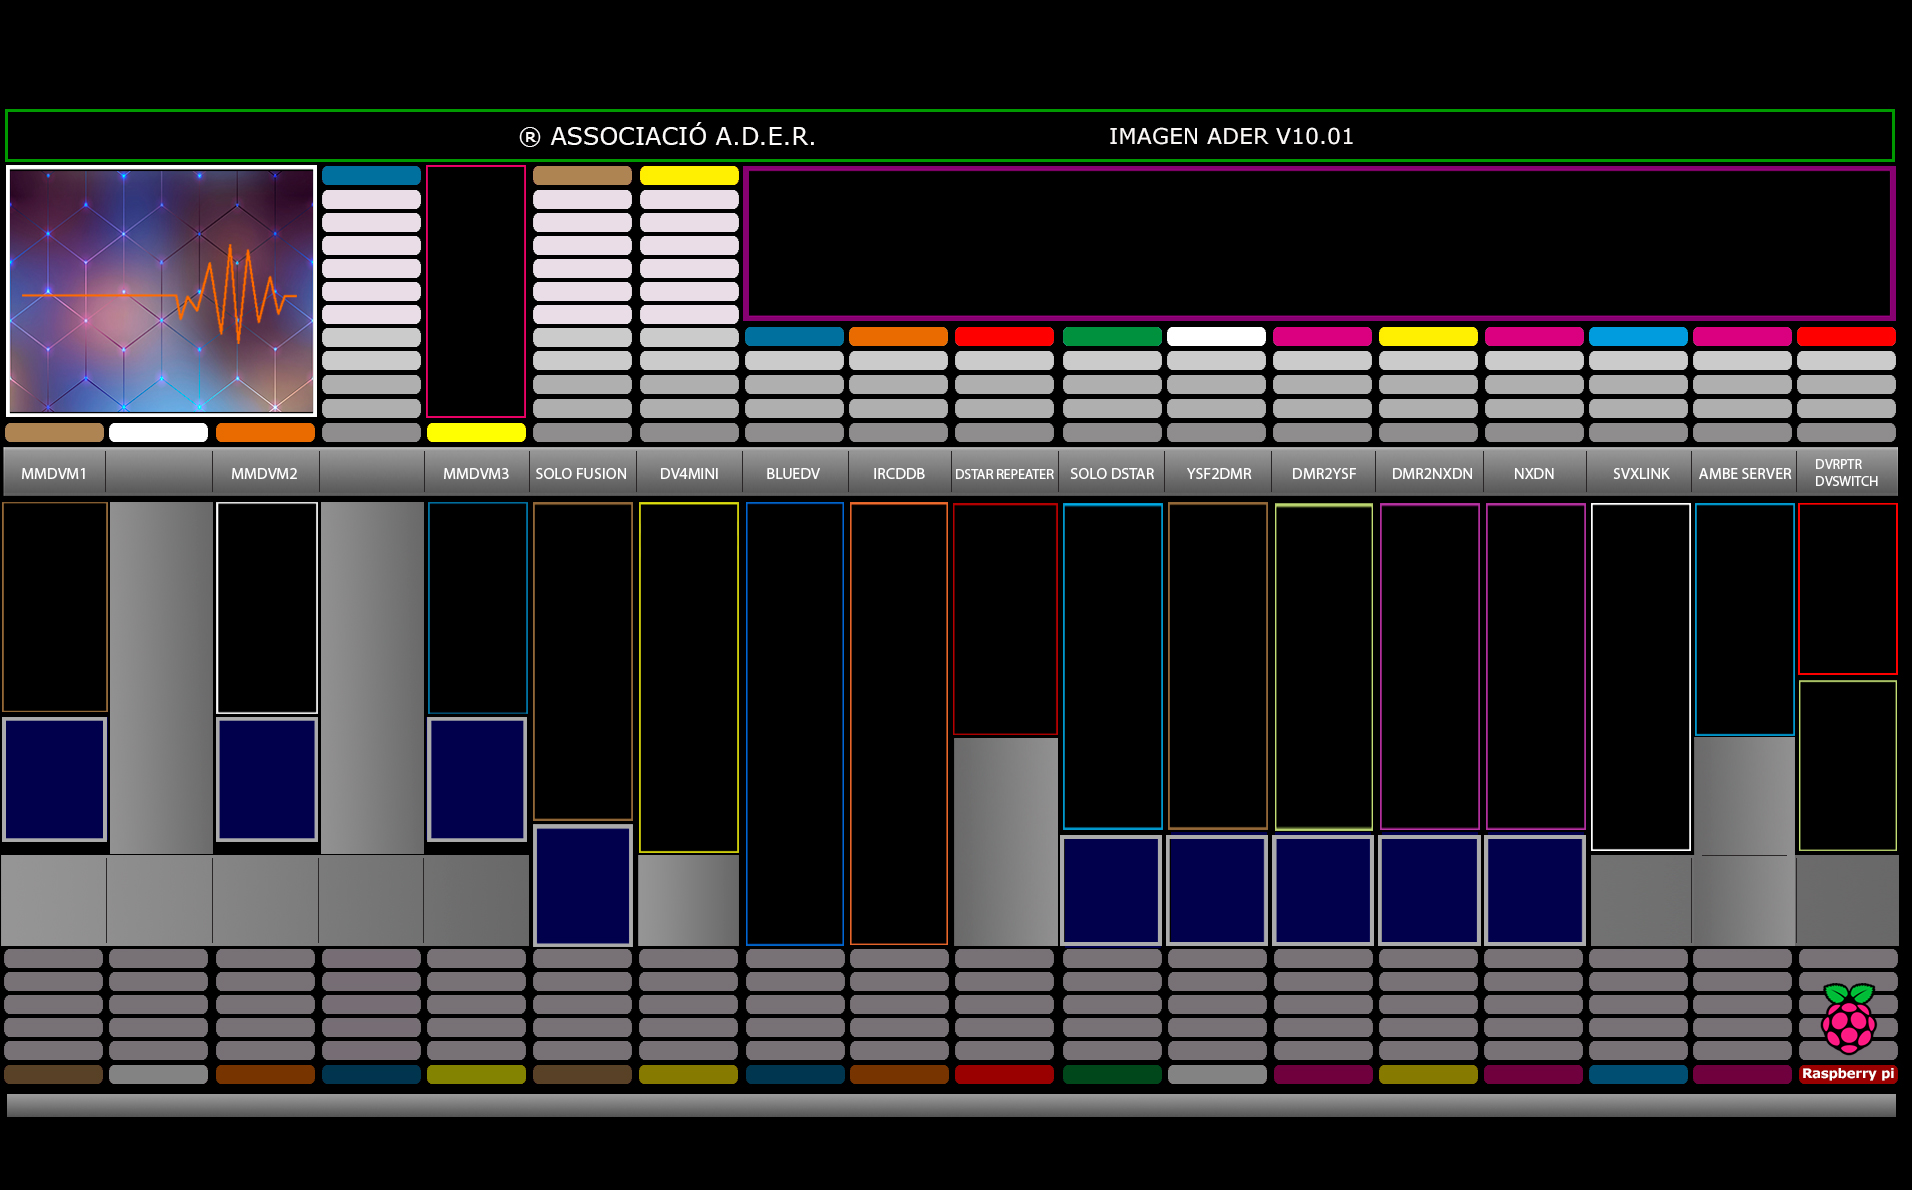 ® ASSOCIACIÓ A.D.E.R.
IMAGEN ADER V10.01
MMDVM1
MMDVM2
MMDVM3
SOLO FUSION
DV4MINI
BLUEDV
IRCDDB
DSTAR REPEATER
SOLO DSTAR
YSF2DMR
DMR2YSF
DMR2NXDN
NXDN
SVXLINK
AMBE SERVER
DVRPTR
DVSWITCH
Raspberry pi